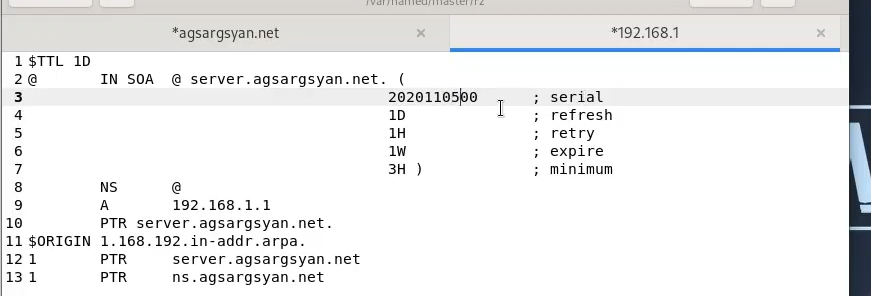 /var/named/master/rz
*agsargsyan.net × *192.168.1 ×
1 $TTL 1D
2 @ IN SOA @ server.agsargsyan.net. (
3 2020110500 ; serial
4 1D ; refresh
5 1H ; retry
6 1W ; expire
7 3H ) ; minimum
8 NS @
9 A 192.168.1.1
10 PTR server.agsargsyan.net.
11 $ORIGIN 1.168.192.in-addr.arpa.
12 1 PTR server.agsargsyan.net
13 1 PTR ns.agsargsyan.net